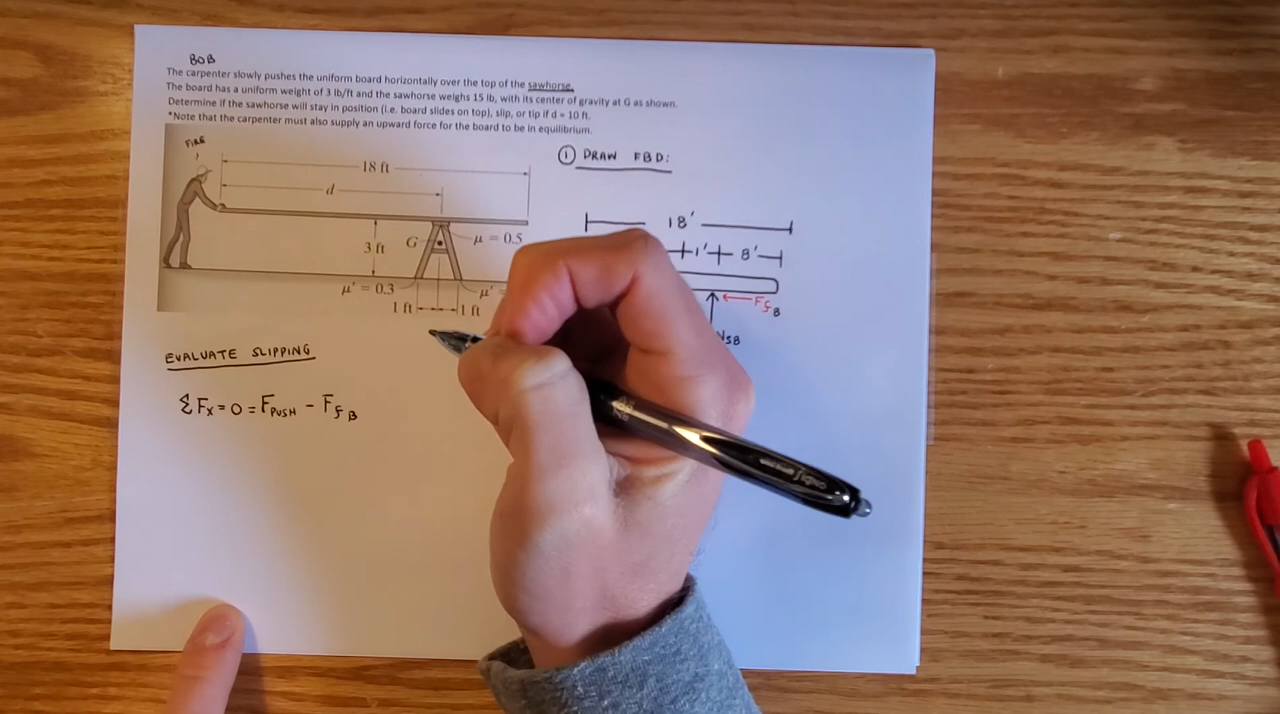 BOB
The carpenter slowly pushes the uniform board horizontally over the top of the sawhorse.
The board has a uniform weight of 3 lb/ft and the sawhorse weighs 15 lb, with its center of gravity at G as shown.
Determine if the sawhorse will stay in position (i.e. board slides on top), slip, or tip if d = 10 ft.
*Note that the carpenter must also supply an upward force for the board to be in equilibrium.
① DRAW FBD:
18 ft
d
G
μ = 0.5
3 ft
μ' = 0.3
μ'
1 ft
1 ft
18'
1'
8'
FfB
EVALUATE SLIPPING
ΣFx = 0 = FPUSH - FfB